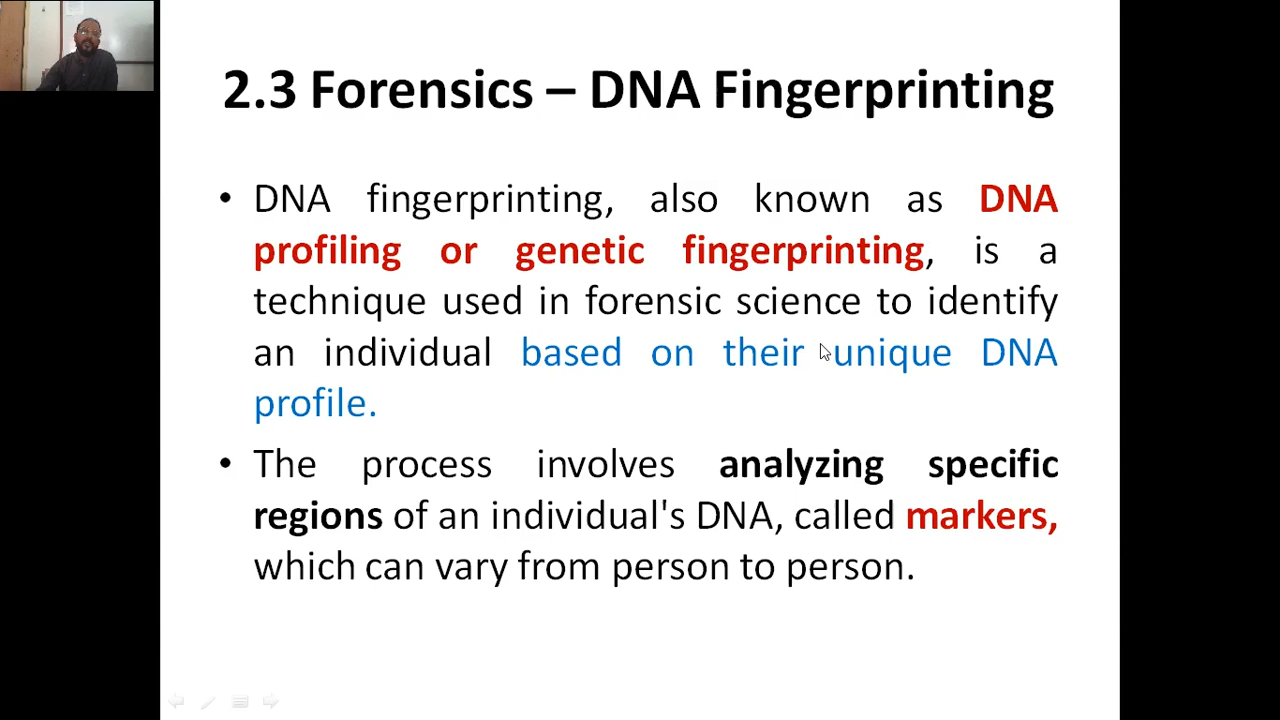 2.3 Forensics – DNA Fingerprinting
• DNA fingerprinting, also known as DNA
profiling or genetic fingerprinting, is a
technique used in forensic science to identify
an individual based on their unique DNA
profile.
• The process involves analyzing specific
regions of an individual's DNA, called markers,
which can vary from person to person.